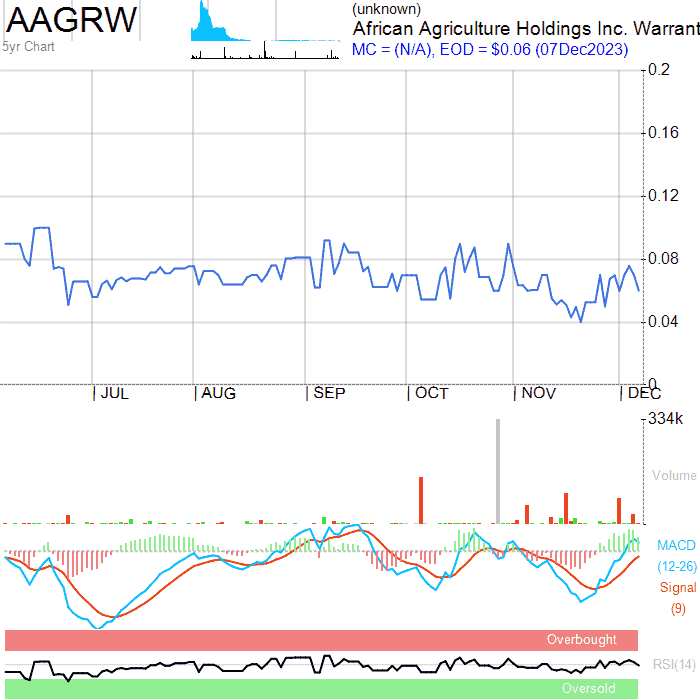 AAGRW
5yr Chart
(unknown)
African Agriculture Holdings Inc. Warrant
MC = (N/A), EOD = $0.06 (07Dec2023)
0.2
0.16
0.12
0.08
0.04
0
JUL AUG SEP OCT NOV DEC
334k
Volume
MACD
(12-26)
Signal
(9)
Overbought
RSI(14)
Oversold